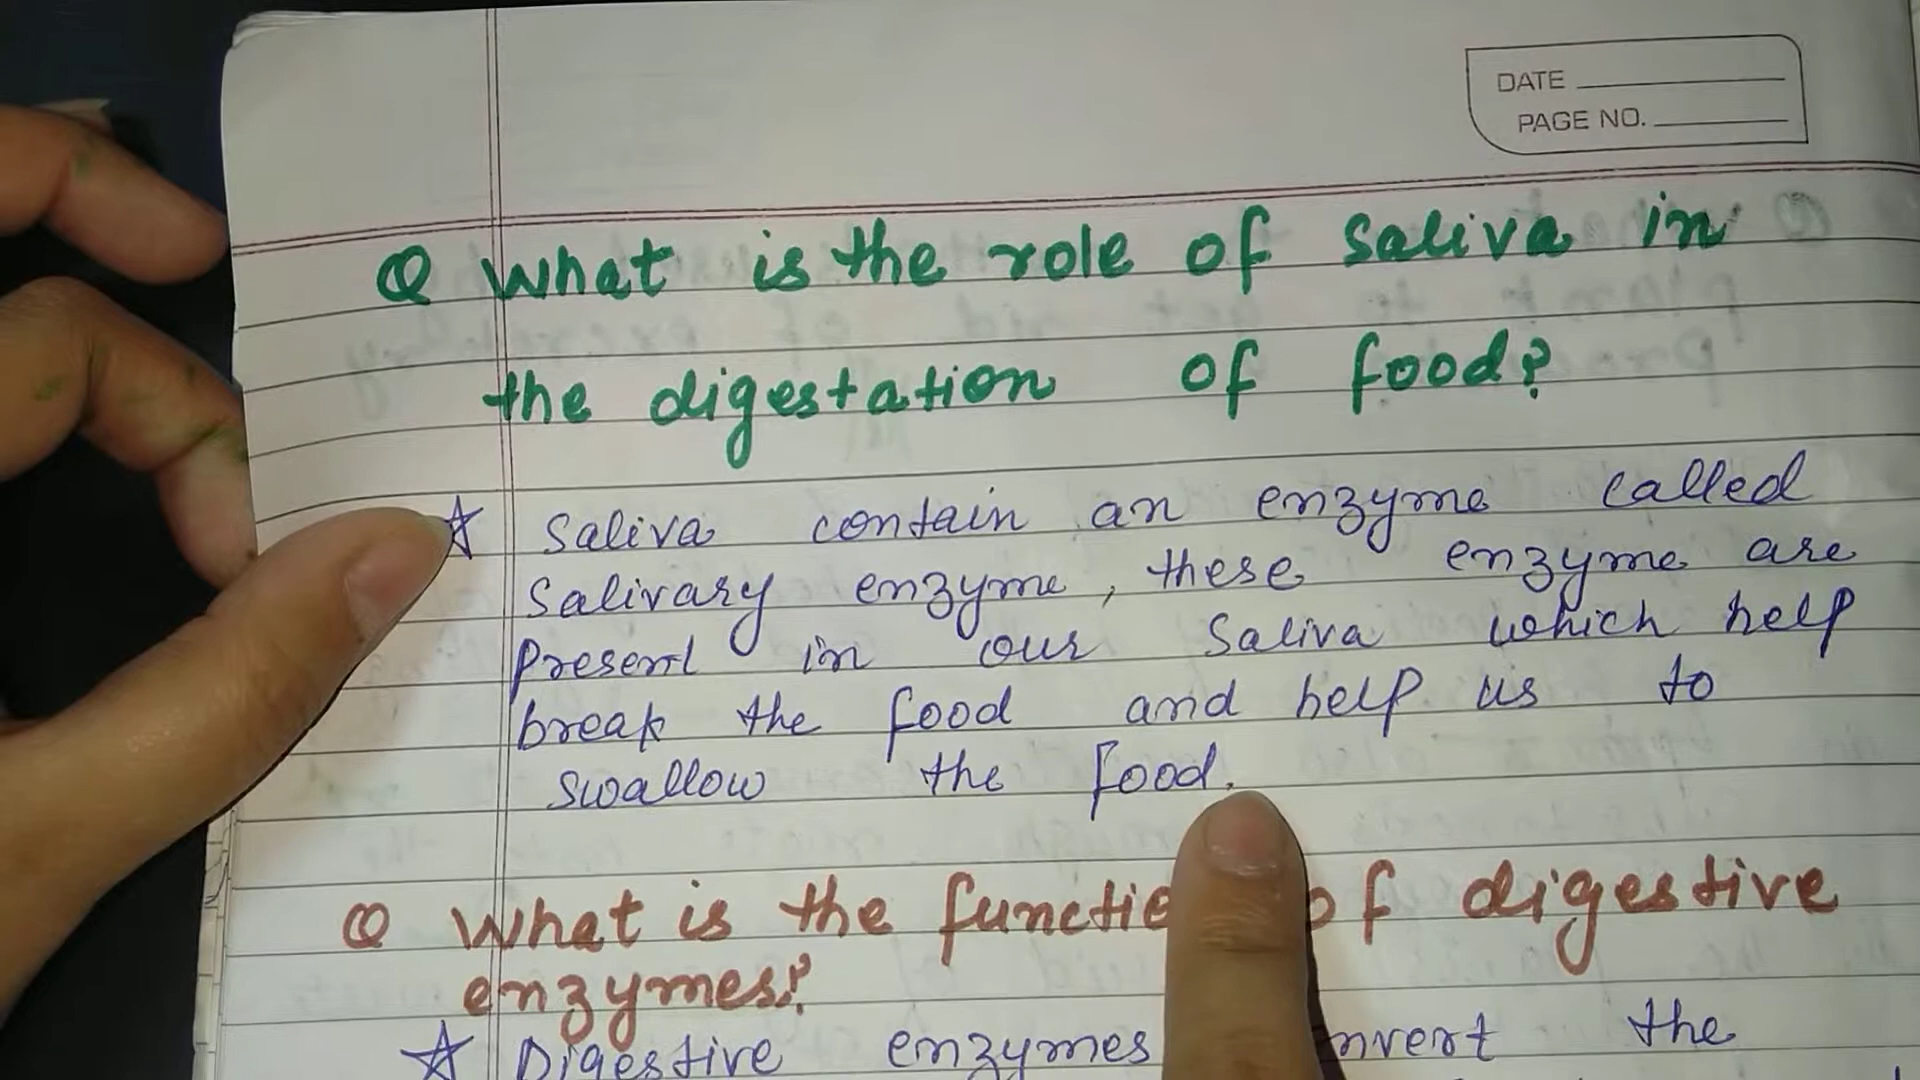 DATE
PAGE NO.
Q What is the role of saliva in
the digestation of food?
☆ Saliva contain an enzyme called
Salivary enzyme, these enzyme are
Present in our Saliva which help
break the food and help us to
swallow the food.
Q What is the of digestive
enzymes?
☆ Digestive enzymes the